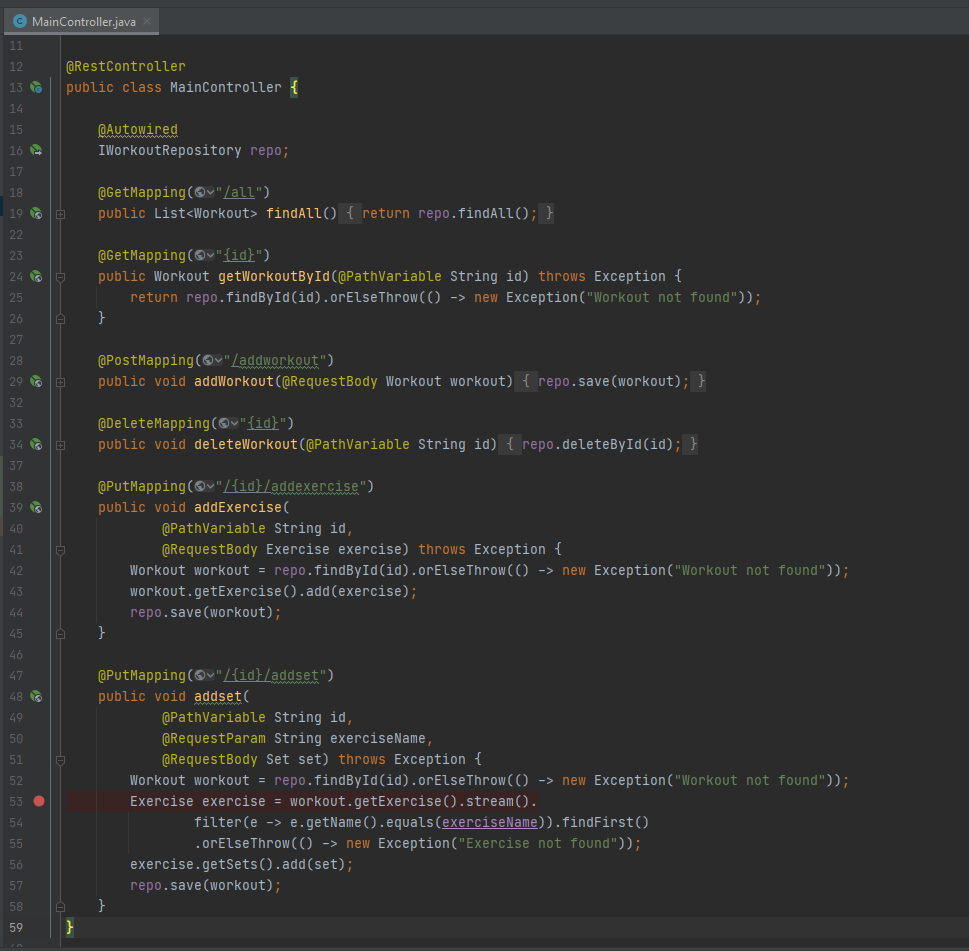 MainController.java
11
12 @RestController
13 public class MainController {
14
15 @Autowired
16 IWorkoutRepository repo;
17
18 @GetMapping("/all")
19 public List<Workout> findAll() { return repo.findAll(); }
22
23 @GetMapping("{id}")
24 public Workout getWorkoutById(@PathVariable String id) throws Exception {
25 return repo.findById(id).orElseThrow(() -> new Exception("Workout not found"));
26 }
27
28 @PostMapping("/addworkout")
29 public void addWorkout(@RequestBody Workout workout) { repo.save(workout); }
32
33 @DeleteMapping("{id}")
34 public void deleteWorkout(@PathVariable String id) { repo.deleteById(id); }
37
38 @PutMapping("/{id}/addexercise")
39 public void addExercise(
40 @PathVariable String id,
41 @RequestBody Exercise exercise) throws Exception {
42 Workout workout = repo.findById(id).orElseThrow(() -> new Exception("Workout not found"));
43 workout.getExercise().add(exercise);
44 repo.save(workout);
45 }
46
47 @PutMapping("/{id}/addset")
48 public void addset(
49 @PathVariable String id,
50 @RequestParam String exerciseName,
51 @RequestBody Set set) throws Exception {
52 Workout workout = repo.findById(id).orElseThrow(() -> new Exception("Workout not found"));
53 Exercise exercise = workout.getExercise().stream().
54 filter(e -> e.getName().equals(exerciseName)).findFirst()
55 .orElseThrow(() -> new Exception("Exercise not found"));
56 exercise.getSets().add(set);
57 repo.save(workout);
58 }
59 }